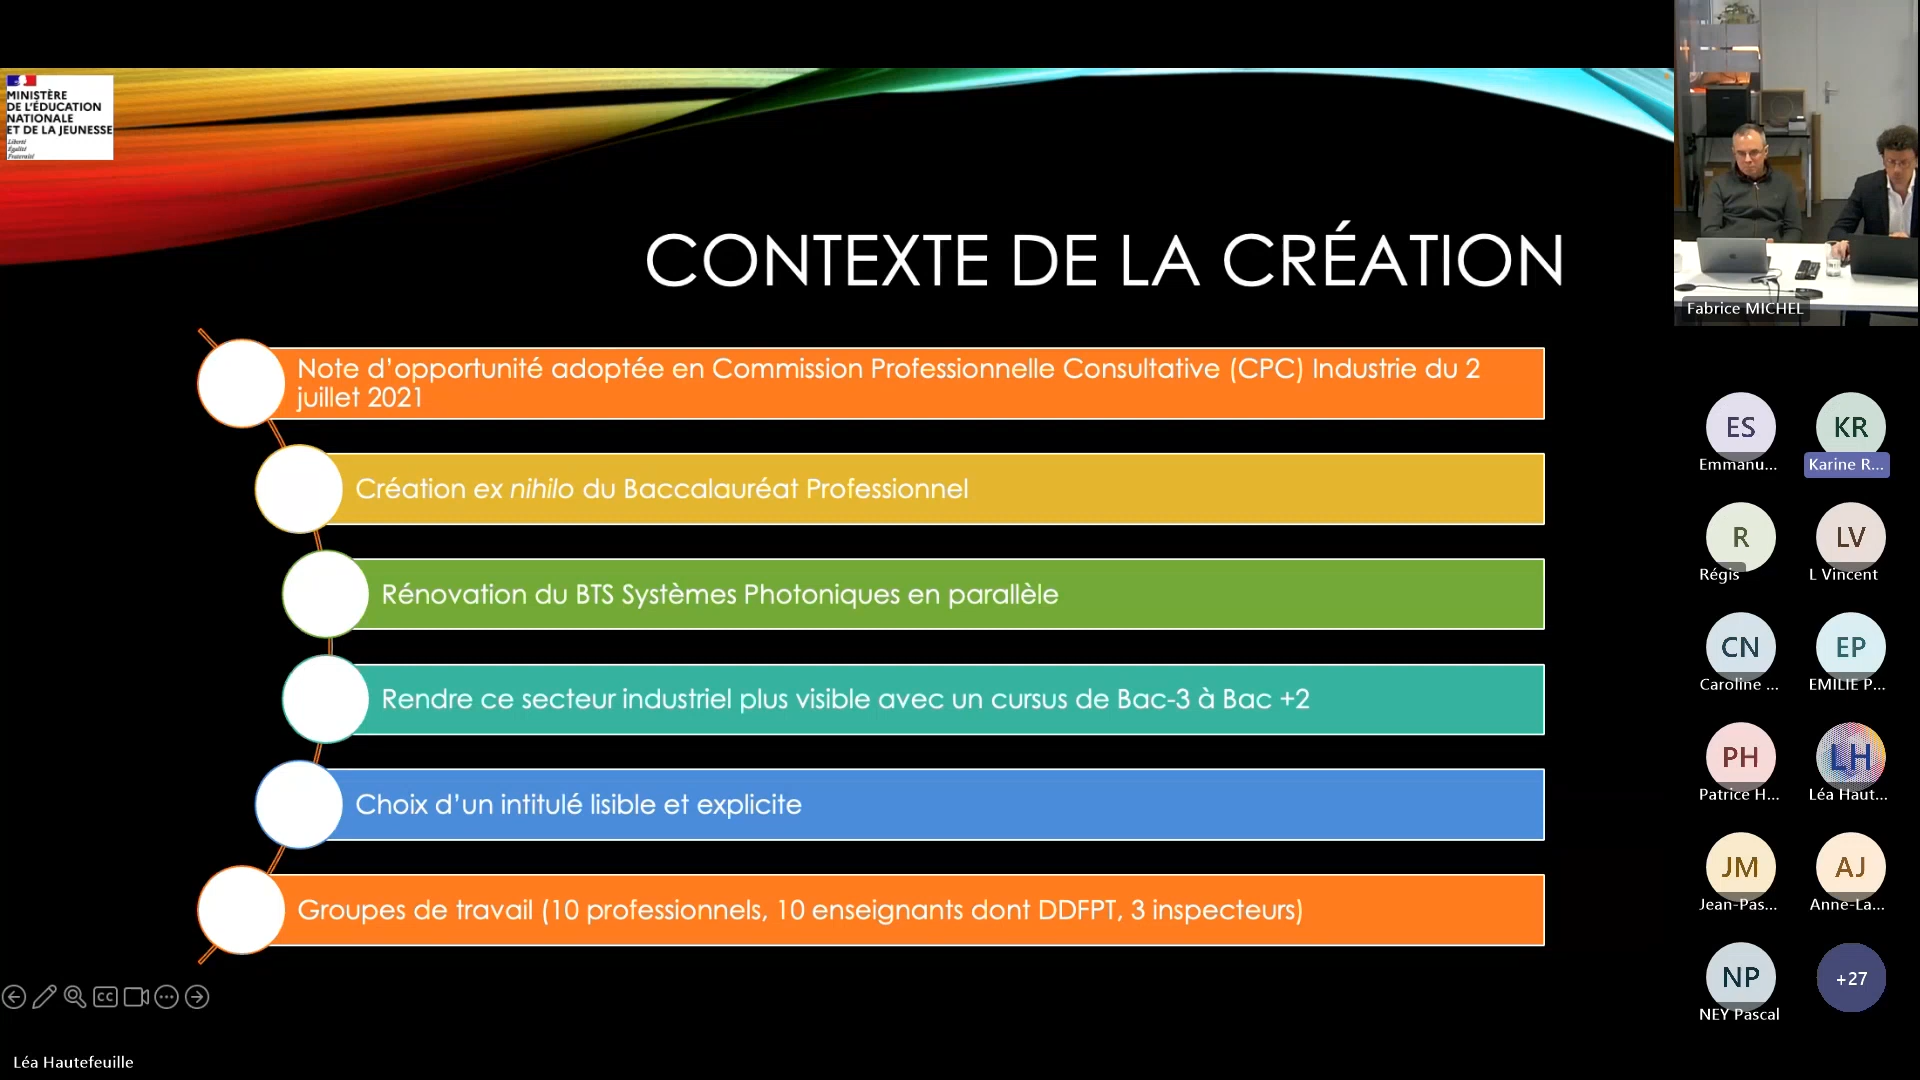 MINISTÈRE
DE L'ÉDUCATION
NATIONALE
ET DE LA JEUNESSE
Liberté
Égalité
Fraternité
CONTEXTE DE LA CRÉATION
Note d'opportunité adoptée en Commission Professionnelle Consultative (CPC) Industrie du 2
juillet 2021
Création ex nihilo du Baccalauréat Professionnel
Rénovation du BTS Systèmes Photoniques en parallèle
Rendre ce secteur industriel plus visible avec un cursus de Bac-3 à Bac +2
Choix d'un intitulé lisible et explicite
Groupes de travail (10 professionnels, 10 enseignants dont DDFPT, 3 inspecteurs)
CC
Léa Hautefeuille
Fabrice MICHEL
ES
Emmanu...
KR
Karine R...
R
Régis
LV
L Vincent
CN
Caroline ...
EP
EMILIE P...
PH
Patrice H...
LH
Léa Haut...
JM
Jean-Pas...
AJ
Anne-La...
NP
NEY Pascal
+27